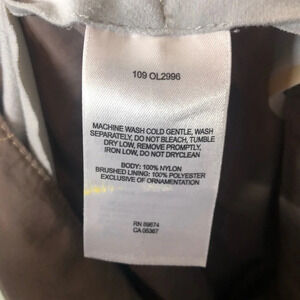 109 OL2996
MACHINE WASH COLD GENTLE, WASH
SEPARATELY, DO NOT BLEACH, TUMBLE
DRY LOW, REMOVE PROMPTLY,
IRON LOW, DO NOT DRYCLEAN
BODY: 100% NYLON
BRUSHED LINING: 100% POLYESTER
EXCLUSIVE OF ORNAMENTATION
RN 89674
CA 05367